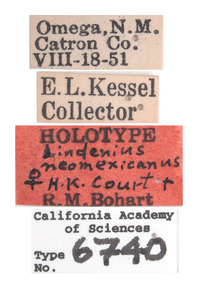 Omega, N.M.
Catron Co.
VIII-18-51
E. L. Kessel
Collector
HOLOTYPE
Lindenius
neomexicanus
♀ H.K. Court +
R. M. Bohart
California Academy
of Sciences
Type
No. 6740